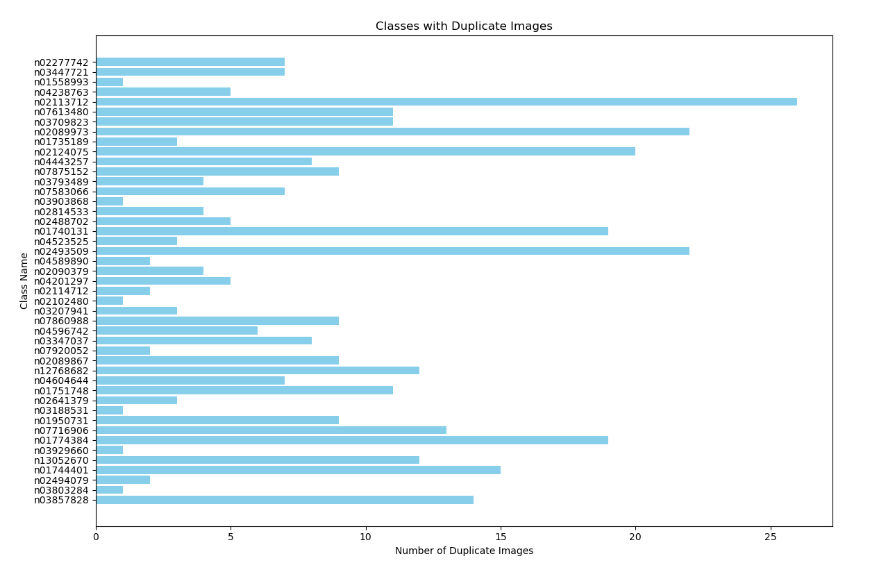 Classes with Duplicate Images
n02277742
n03447721
n01558993
n04238763
n02113712
n07613480
n03709823
n02089973
n01735189
n02124075
n04443257
n07875152
n03793489
n07583066
n03903868
n02814533
n02488702
n01740131
n04523525
n02493509
n04589890
n02090379
n04201297
n02114712
n02102480
n03207941
n07860988
n04596742
n03347037
n07920052
n02089867
n12768682
n04604644
n01751748
n02641379
n03188531
n01950731
n07716906
n01774384
n03929660
n13052670
n01744401
n02494079
n03803284
n03857828
Class Name
0 5 10 15 20 25
Number of Duplicate Images